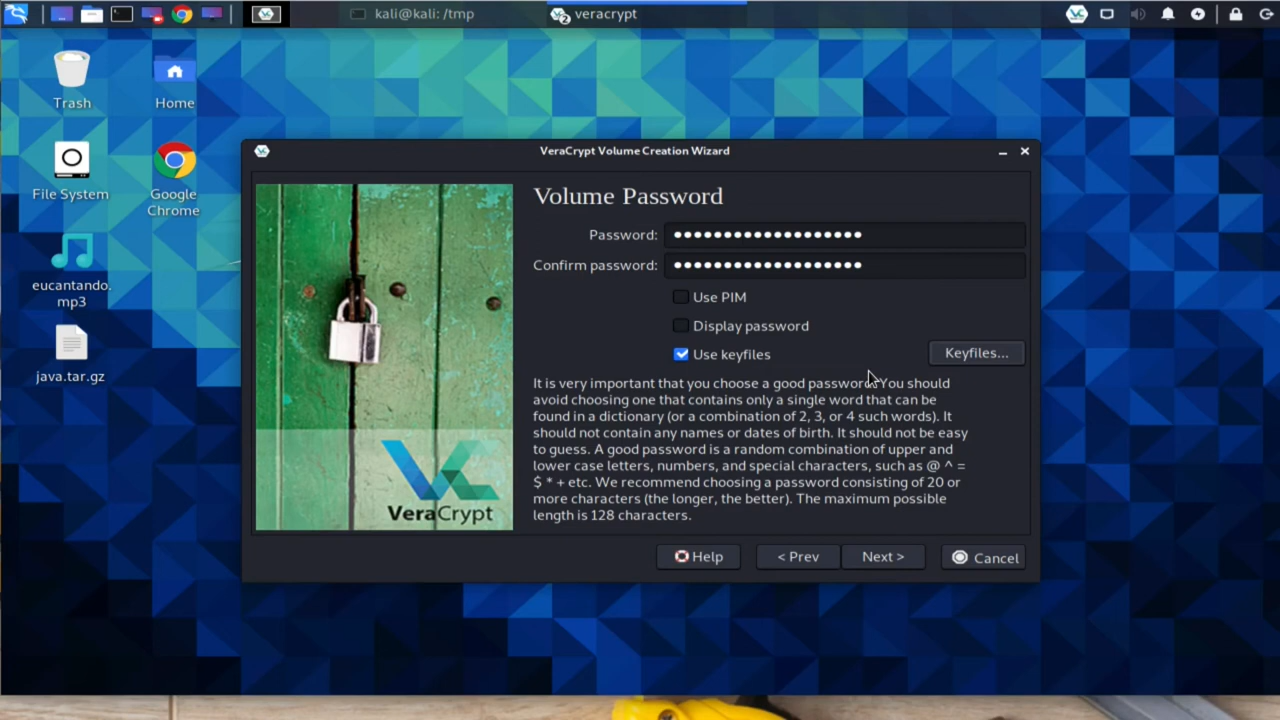 kali@kali: /tmp
2
veracrypt
Trash
Home
File System
Google
Chrome
eucantando.
mp3
java.tar.gz
VeraCrypt Volume Creation Wizard
VeraCrypt
Volume Password
Password:
Confirm password:
Use PIM
Display password
Use keyfiles
Keyfiles...
It is very important that you choose a good password. You should
avoid choosing one that contains only a single word that can be
found in a dictionary (or a combination of 2, 3, or 4 such words). It
should not contain any names or dates of birth. It should not be easy
to guess. A good password is a random combination of upper and
lower case letters, numbers, and special characters, such as @ ^ =
$ * + etc. We recommend choosing a password consisting of 20 or
more characters (the longer, the better). The maximum possible
length is 128 characters.
Help
< Prev
Next >
Cancel